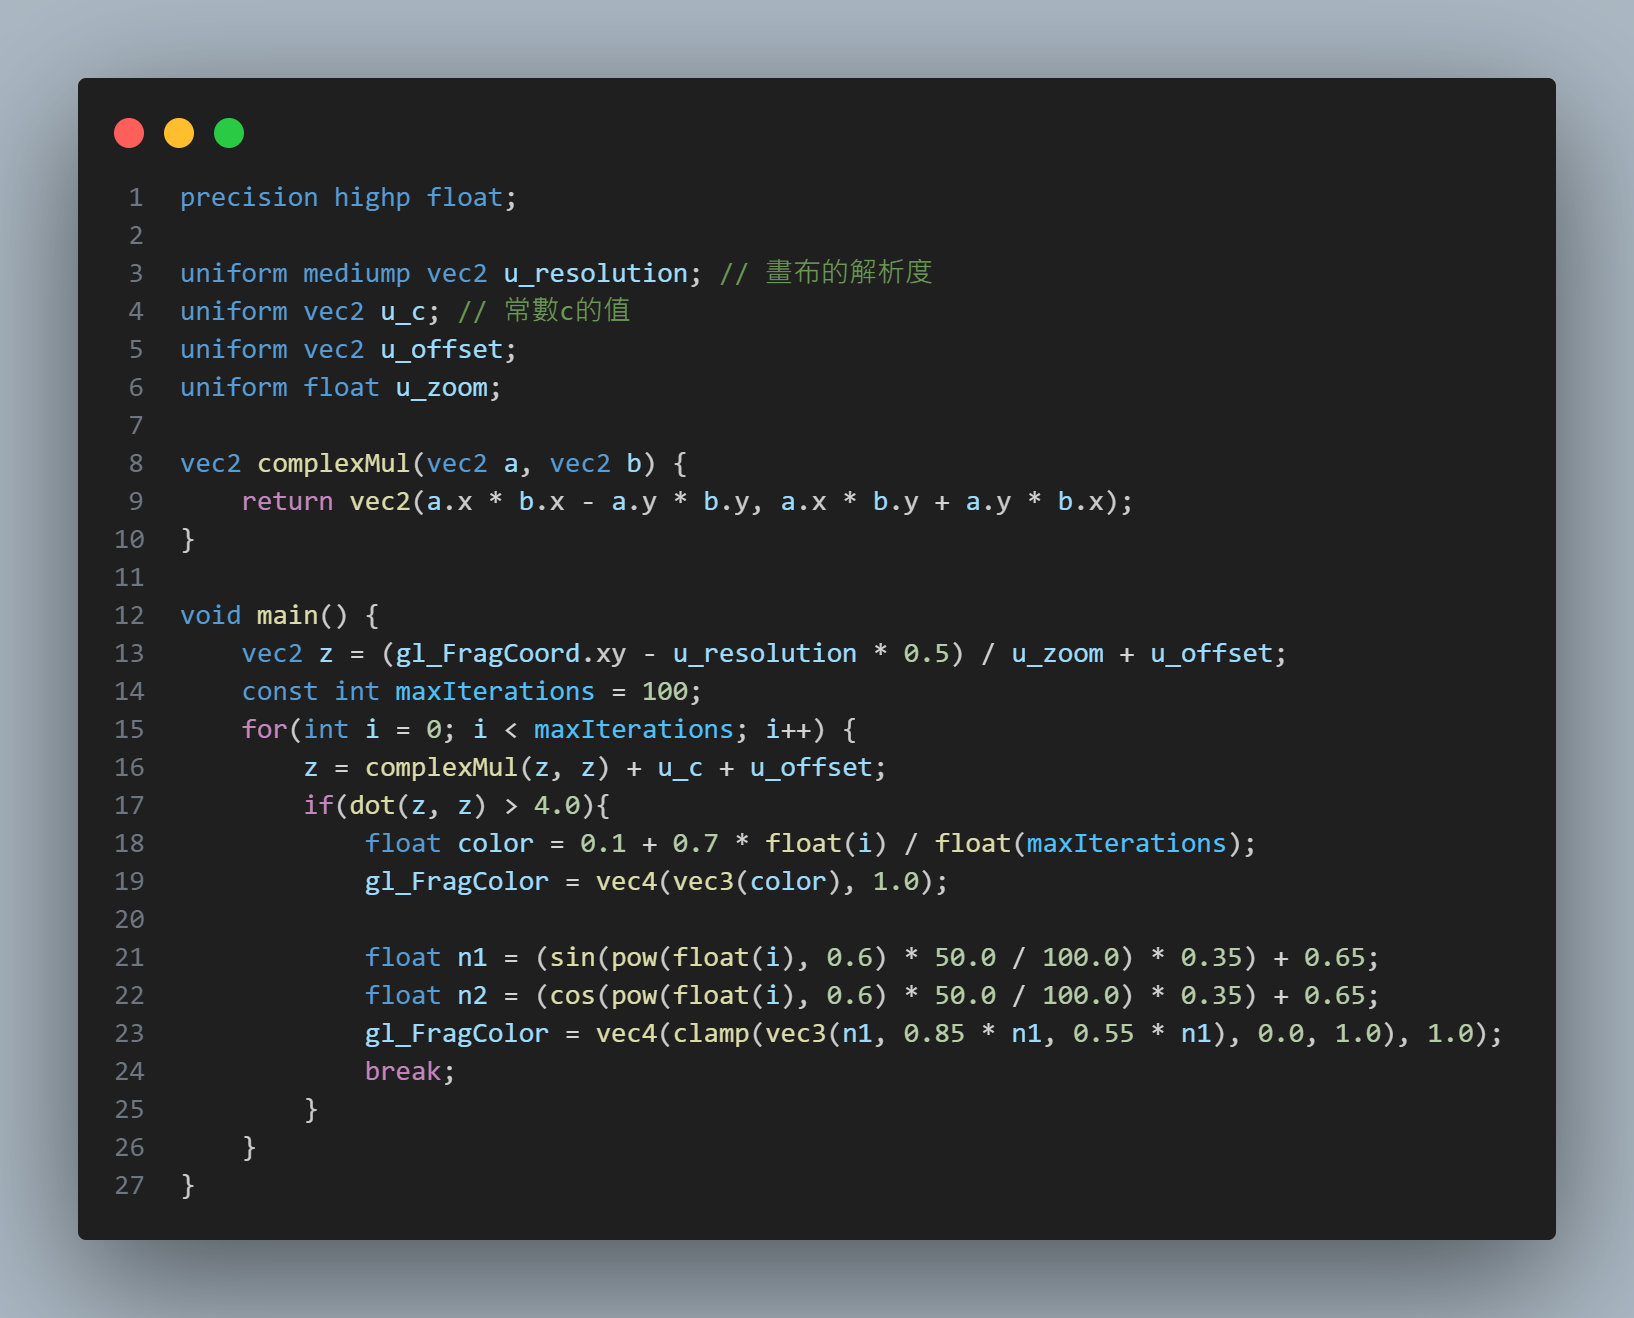 1 precision highp float;
2
3 uniform mediump vec2 u_resolution; // 畫布的解析度
4 uniform vec2 u_c; // 常數c的值
5 uniform vec2 u_offset;
6 uniform float u_zoom;
7
8 vec2 complexMul(vec2 a, vec2 b) {
9     return vec2(a.x * b.x - a.y * b.y, a.x * b.y + a.y * b.x);
10 }
11
12 void main() {
13     vec2 z = (gl_FragCoord.xy - u_resolution * 0.5) / u_zoom + u_offset;
14     const int maxIterations = 100;
15     for(int i = 0; i < maxIterations; i++) {
16         z = complexMul(z, z) + u_c + u_offset;
17         if(dot(z, z) > 4.0){
18             float color = 0.1 + 0.7 * float(i) / float(maxIterations);
19             gl_FragColor = vec4(vec3(color), 1.0);
20
21             float n1 = (sin(pow(float(i), 0.6) * 50.0 / 100.0) * 0.35) + 0.65;
22             float n2 = (cos(pow(float(i), 0.6) * 50.0 / 100.0) * 0.35) + 0.65;
23             gl_FragColor = vec4(clamp(vec3(n1, 0.85 * n1, 0.55 * n1), 0.0, 1.0), 1.0);
24             break;
25         }
26     }
27 }